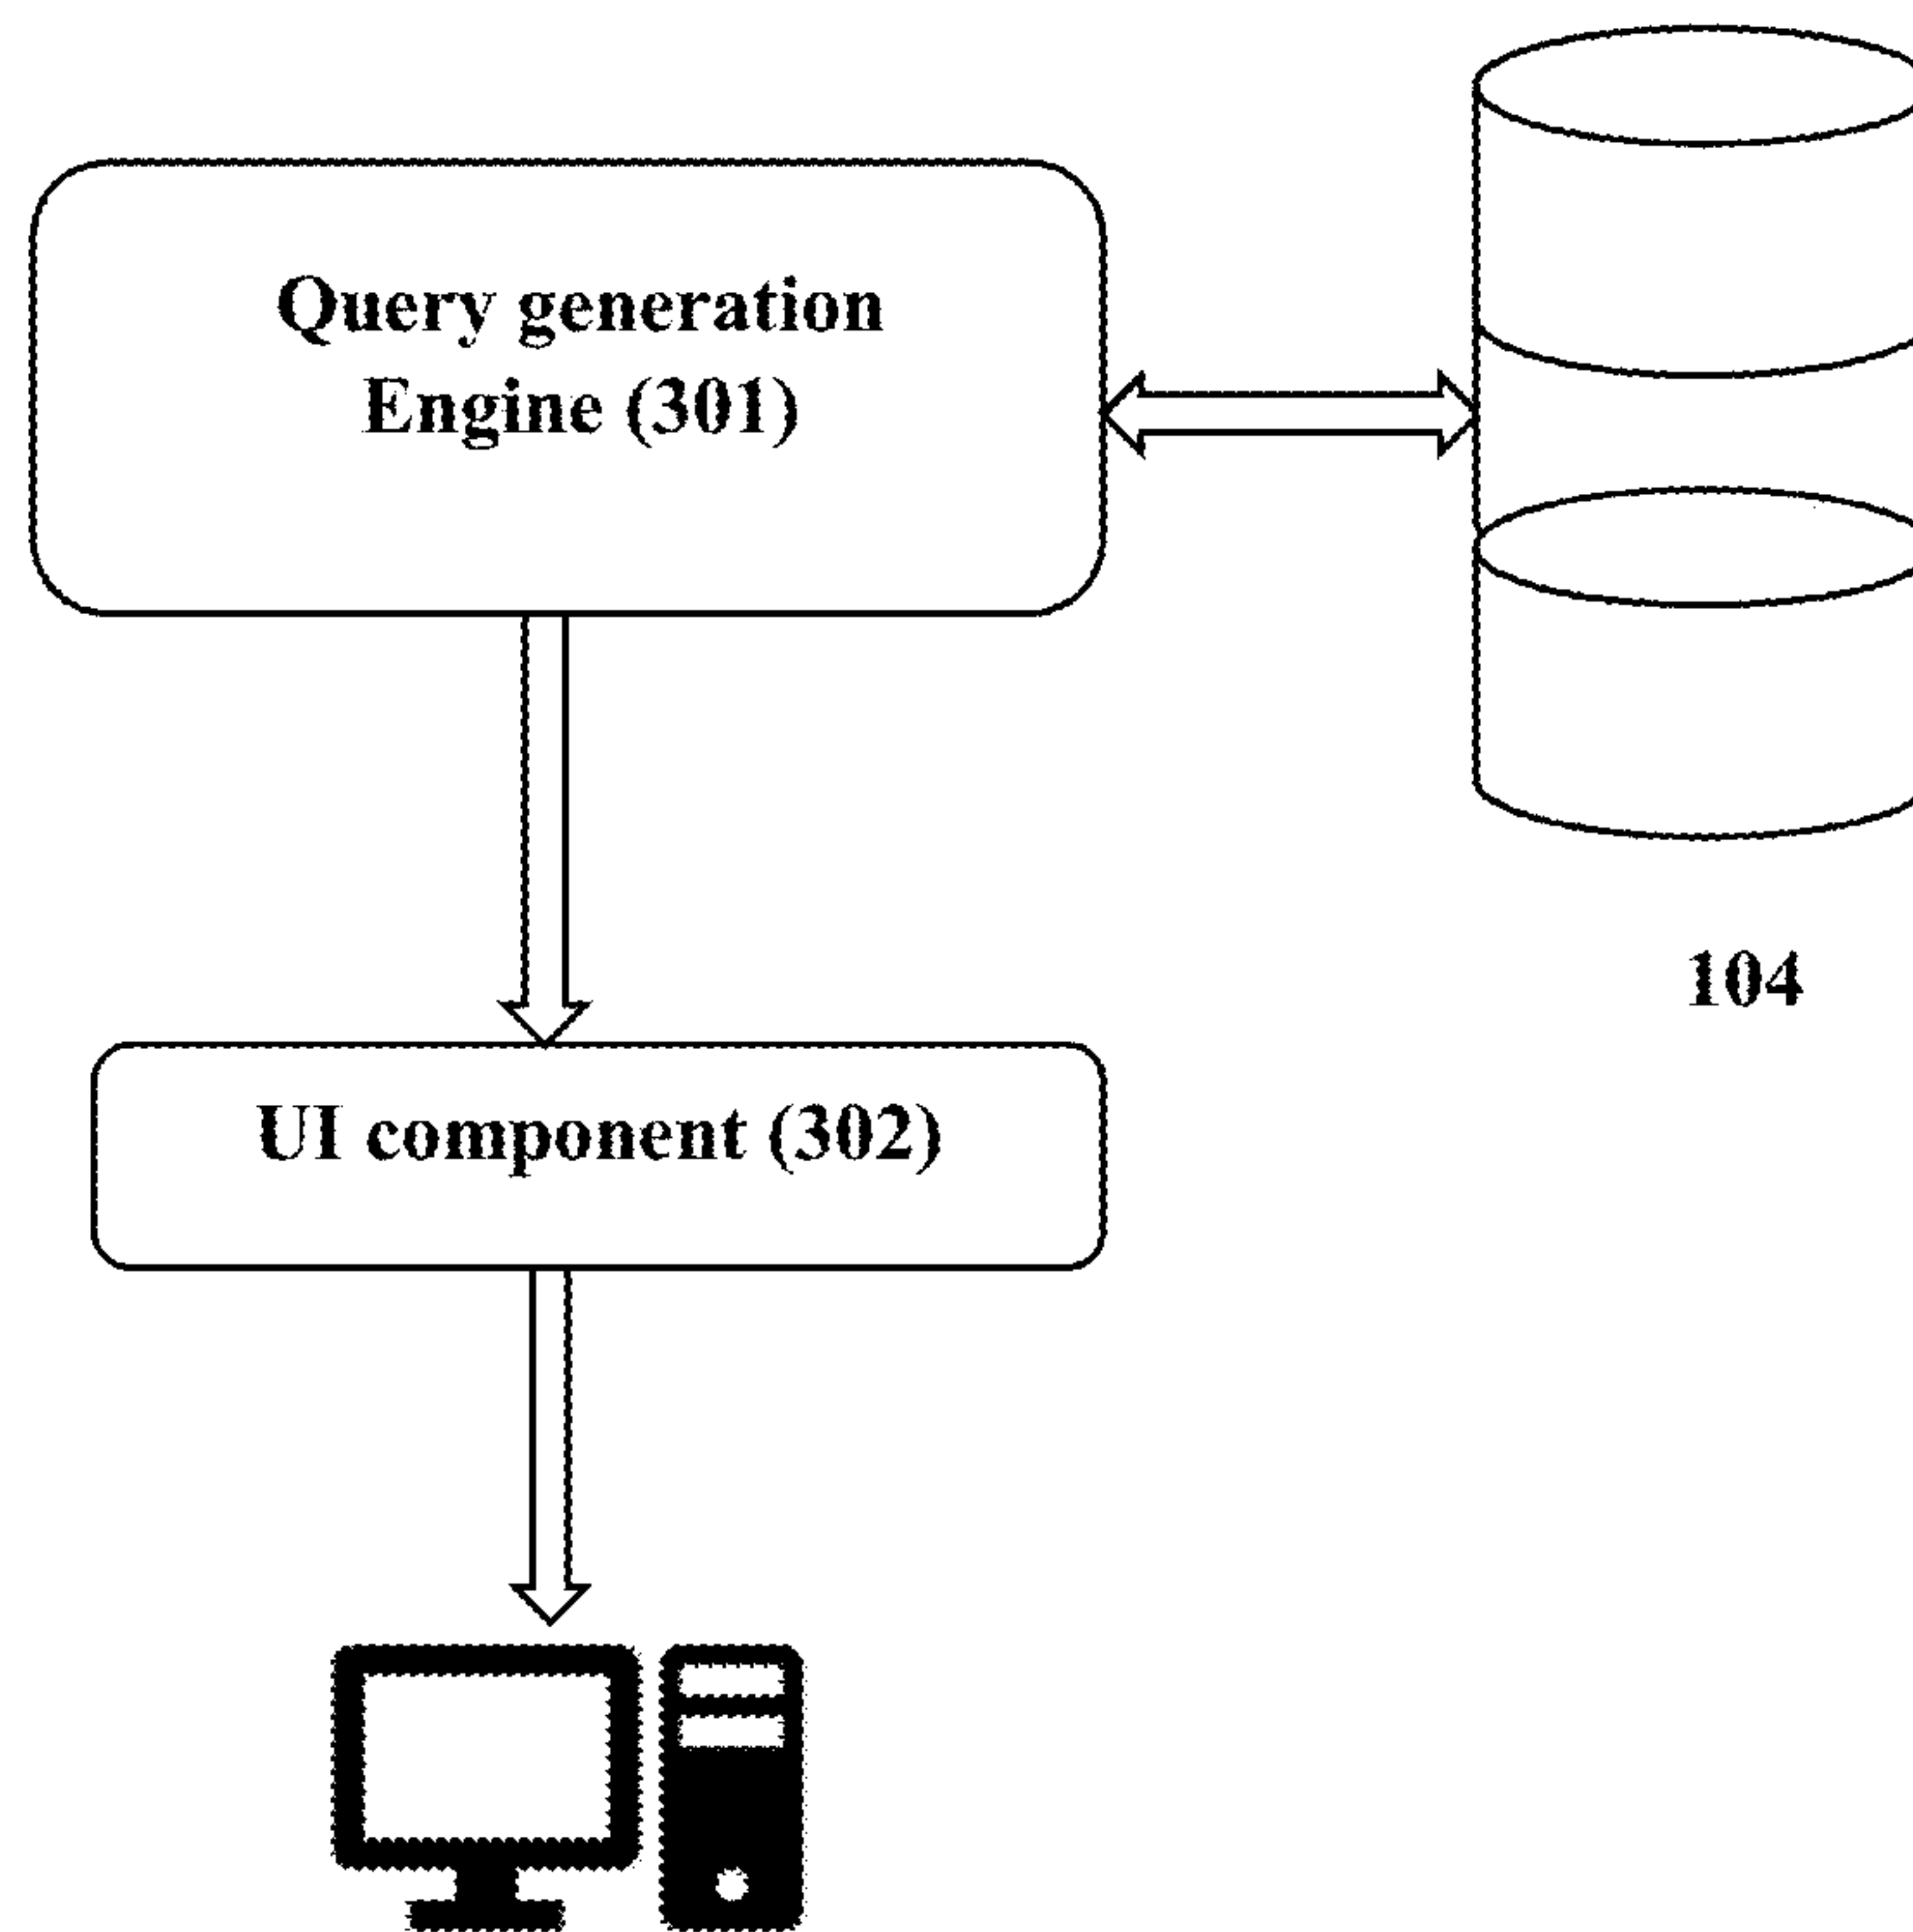 Query generation
Engine (301)
104
UI component (302)